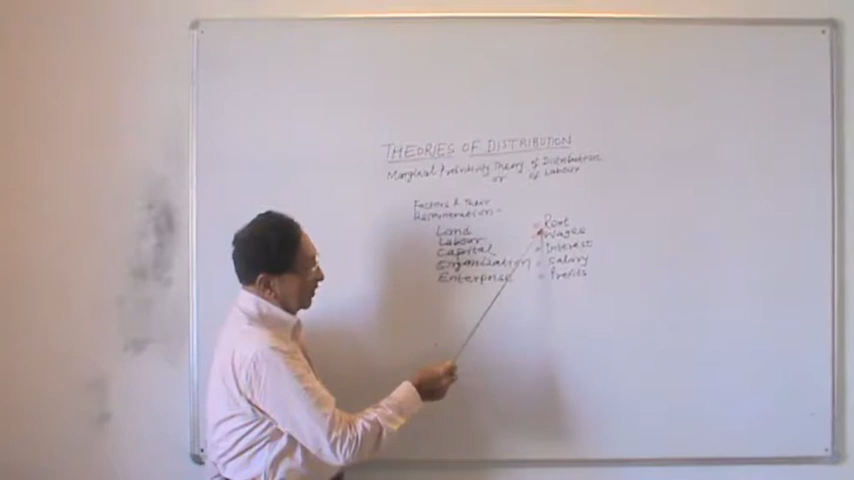 THEORIES OF DISTRIBUTION
Marginal Productivity Theory of Distribution
or of Labour
Factors & Their
Remuneration -
Land - Rent
Labour - Wages
Capital - Interest
Organization - Salary
Enterprise - Profits